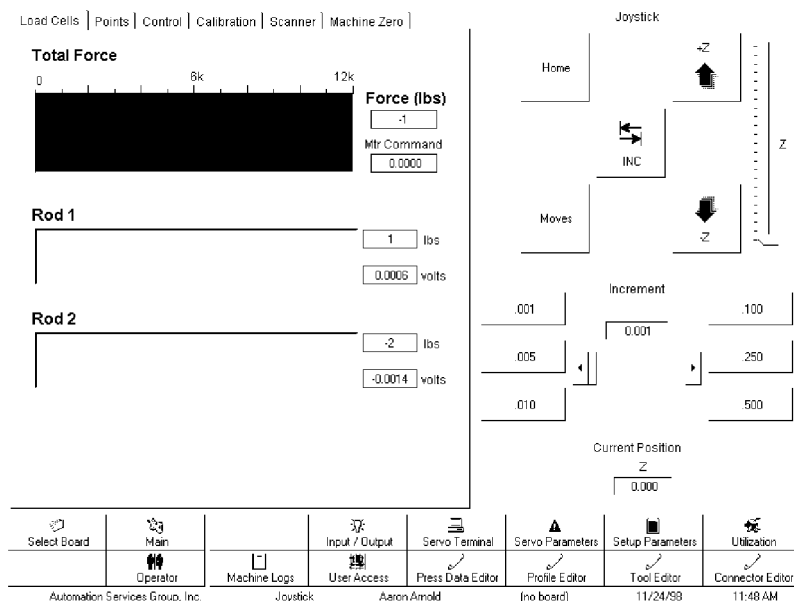 Load Cells Points Control Calibration Scanner Machine Zero
Total Force
0 6k 12k
Force (lbs)
-1
Mtr Command
0.0000
Rod 1
1 lbs
0.0006 volts
Rod 2
-2 lbs
-0.0014 volts
Joystick
Home
+Z
INC
Z
Moves
-Z
Increment
.001
0.001
.100
.005
.250
.010
.500
Current Position
Z
0.000
Select Board Main Input / Output Servo Terminal Servo Parameters Setup Parameters Utilization
Operator Machine Logs User Access Press Data Editor Profile Editor Tool Editor Connector Editor
Automation Services Group, Inc. Joystick Aaron Arnold (no board) 11/24/98 11:48 AM